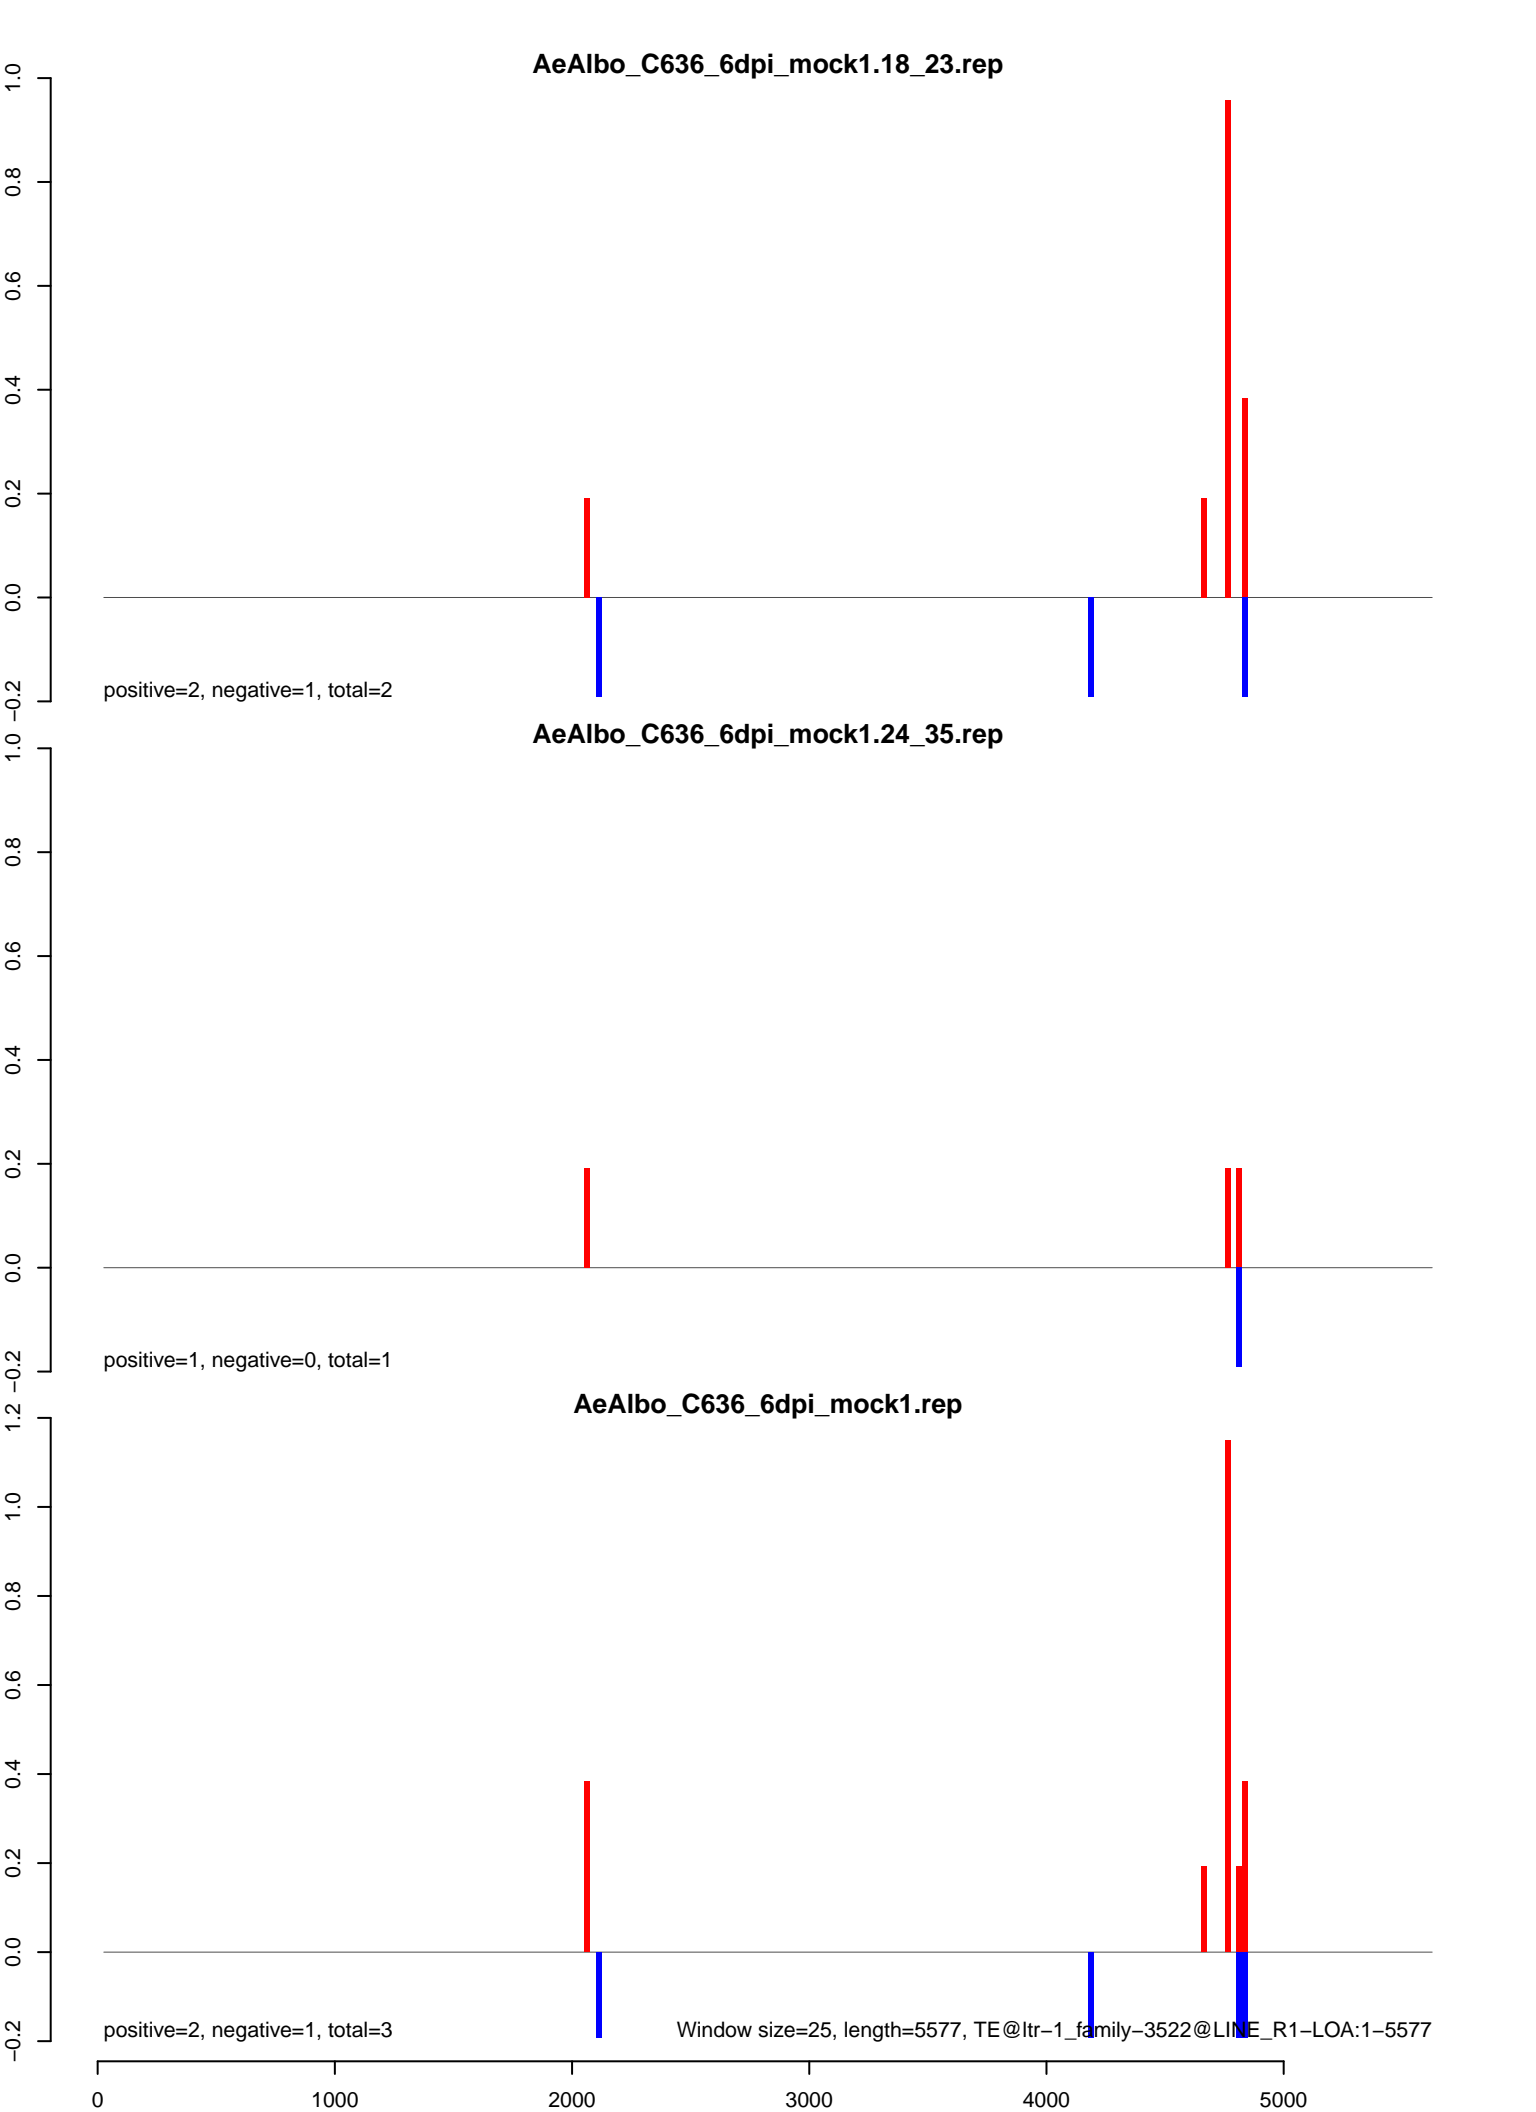 AeAlbo_C636_6dpi_mock1.18_23.rep
1.0
0.8
0.6
0.4
0.2
0.0
−0.2
positive=2, negative=1, total=2
AeAlbo_C636_6dpi_mock1.24_35.rep
1.0
0.8
0.6
0.4
0.2
0.0
−0.2
positive=1, negative=0, total=1
AeAlbo_C636_6dpi_mock1.rep
1.2
1.0
0.8
0.6
0.4
0.2
0.0
−0.2
positive=2, negative=1, total=3
Window size=25, length=5577, TE@ltr−1_family−3522@LINE_R1−LOA:1−5577
0 1000 2000 3000 4000 5000